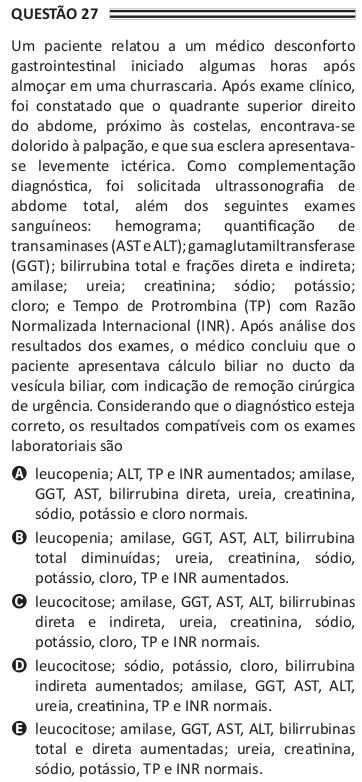 QUESTÃO 27
Um paciente relatou a um médico desconforto
gastrointestinal iniciado algumas horas após
almoçar em uma churrascaria. Após exame clínico,
foi constatado que o quadrante superior direito
do abdome, próximo às costelas, encontrava-se
dolorido à palpação, e que sua esclera apresentava-
se levemente ictérica. Como complementação
diagnóstica, foi solicitada ultrassonografia de
abdome total, além dos seguintes exames
sanguíneos: hemograma; quantificação de
transaminases (AST e ALT); gamaglutamiltransferase
(GGT); bilirrubina total e frações direta e indireta;
amilase; ureia; creatinina; sódio; potássio;
cloro; e Tempo de Protrombina (TP) com Razão
Normalizada Internacional (INR). Após análise dos
resultados dos exames, o médico concluiu que o
paciente apresentava cálculo biliar no ducto da
vesícula biliar, com indicação de remoção cirúrgica
de urgência. Considerando que o diagnóstico esteja
correto, os resultados compatíveis com os exames
laboratoriais são
A leucopenia; ALT, TP e INR aumentados; amilase,
GGT, AST, bilirrubina direta, ureia, creatinina,
sódio, potássio e cloro normais.
B leucopenia; amilase, GGT, AST, ALT, bilirrubina
total diminuídas; ureia, creatinina, sódio,
potássio, cloro, TP e INR aumentados.
C leucocitose; amilase, GGT, AST, ALT, bilirrubinas
direta e indireta, ureia, creatinina, sódio,
potássio, cloro, TP e INR normais.
D leucocitose; sódio, potássio, cloro, bilirrubina
indireta aumentados; amilase, GGT, AST, ALT,
ureia, creatinina, TP e INR normais.
E leucocitose; amilase, GGT, AST, ALT, bilirrubinas
total e direta aumentadas; ureia, creatinina,
sódio, potássio, TP e INR normais.